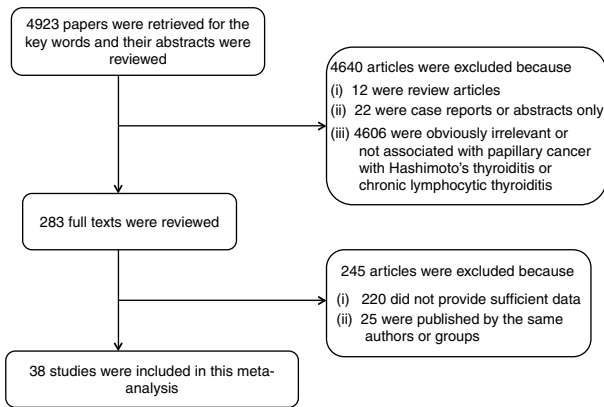 4923 papers were retrieved for the
key words and their abstracts were
reviewed
4640 articles were excluded because
(i) 12 were review articles
(ii) 22 were case reports or abstracts only
(iii) 4606 were obviously irrelevant or
not associated with papillary cancer
with Hashimoto's thyroiditis or
chronic lymphocytic thyroiditis
283 full texts were reviewed
245 articles were excluded because
(i) 220 did not provide sufficient data
(ii) 25 were published by the same
authors or groups
38 studies were included in this meta-
analysis